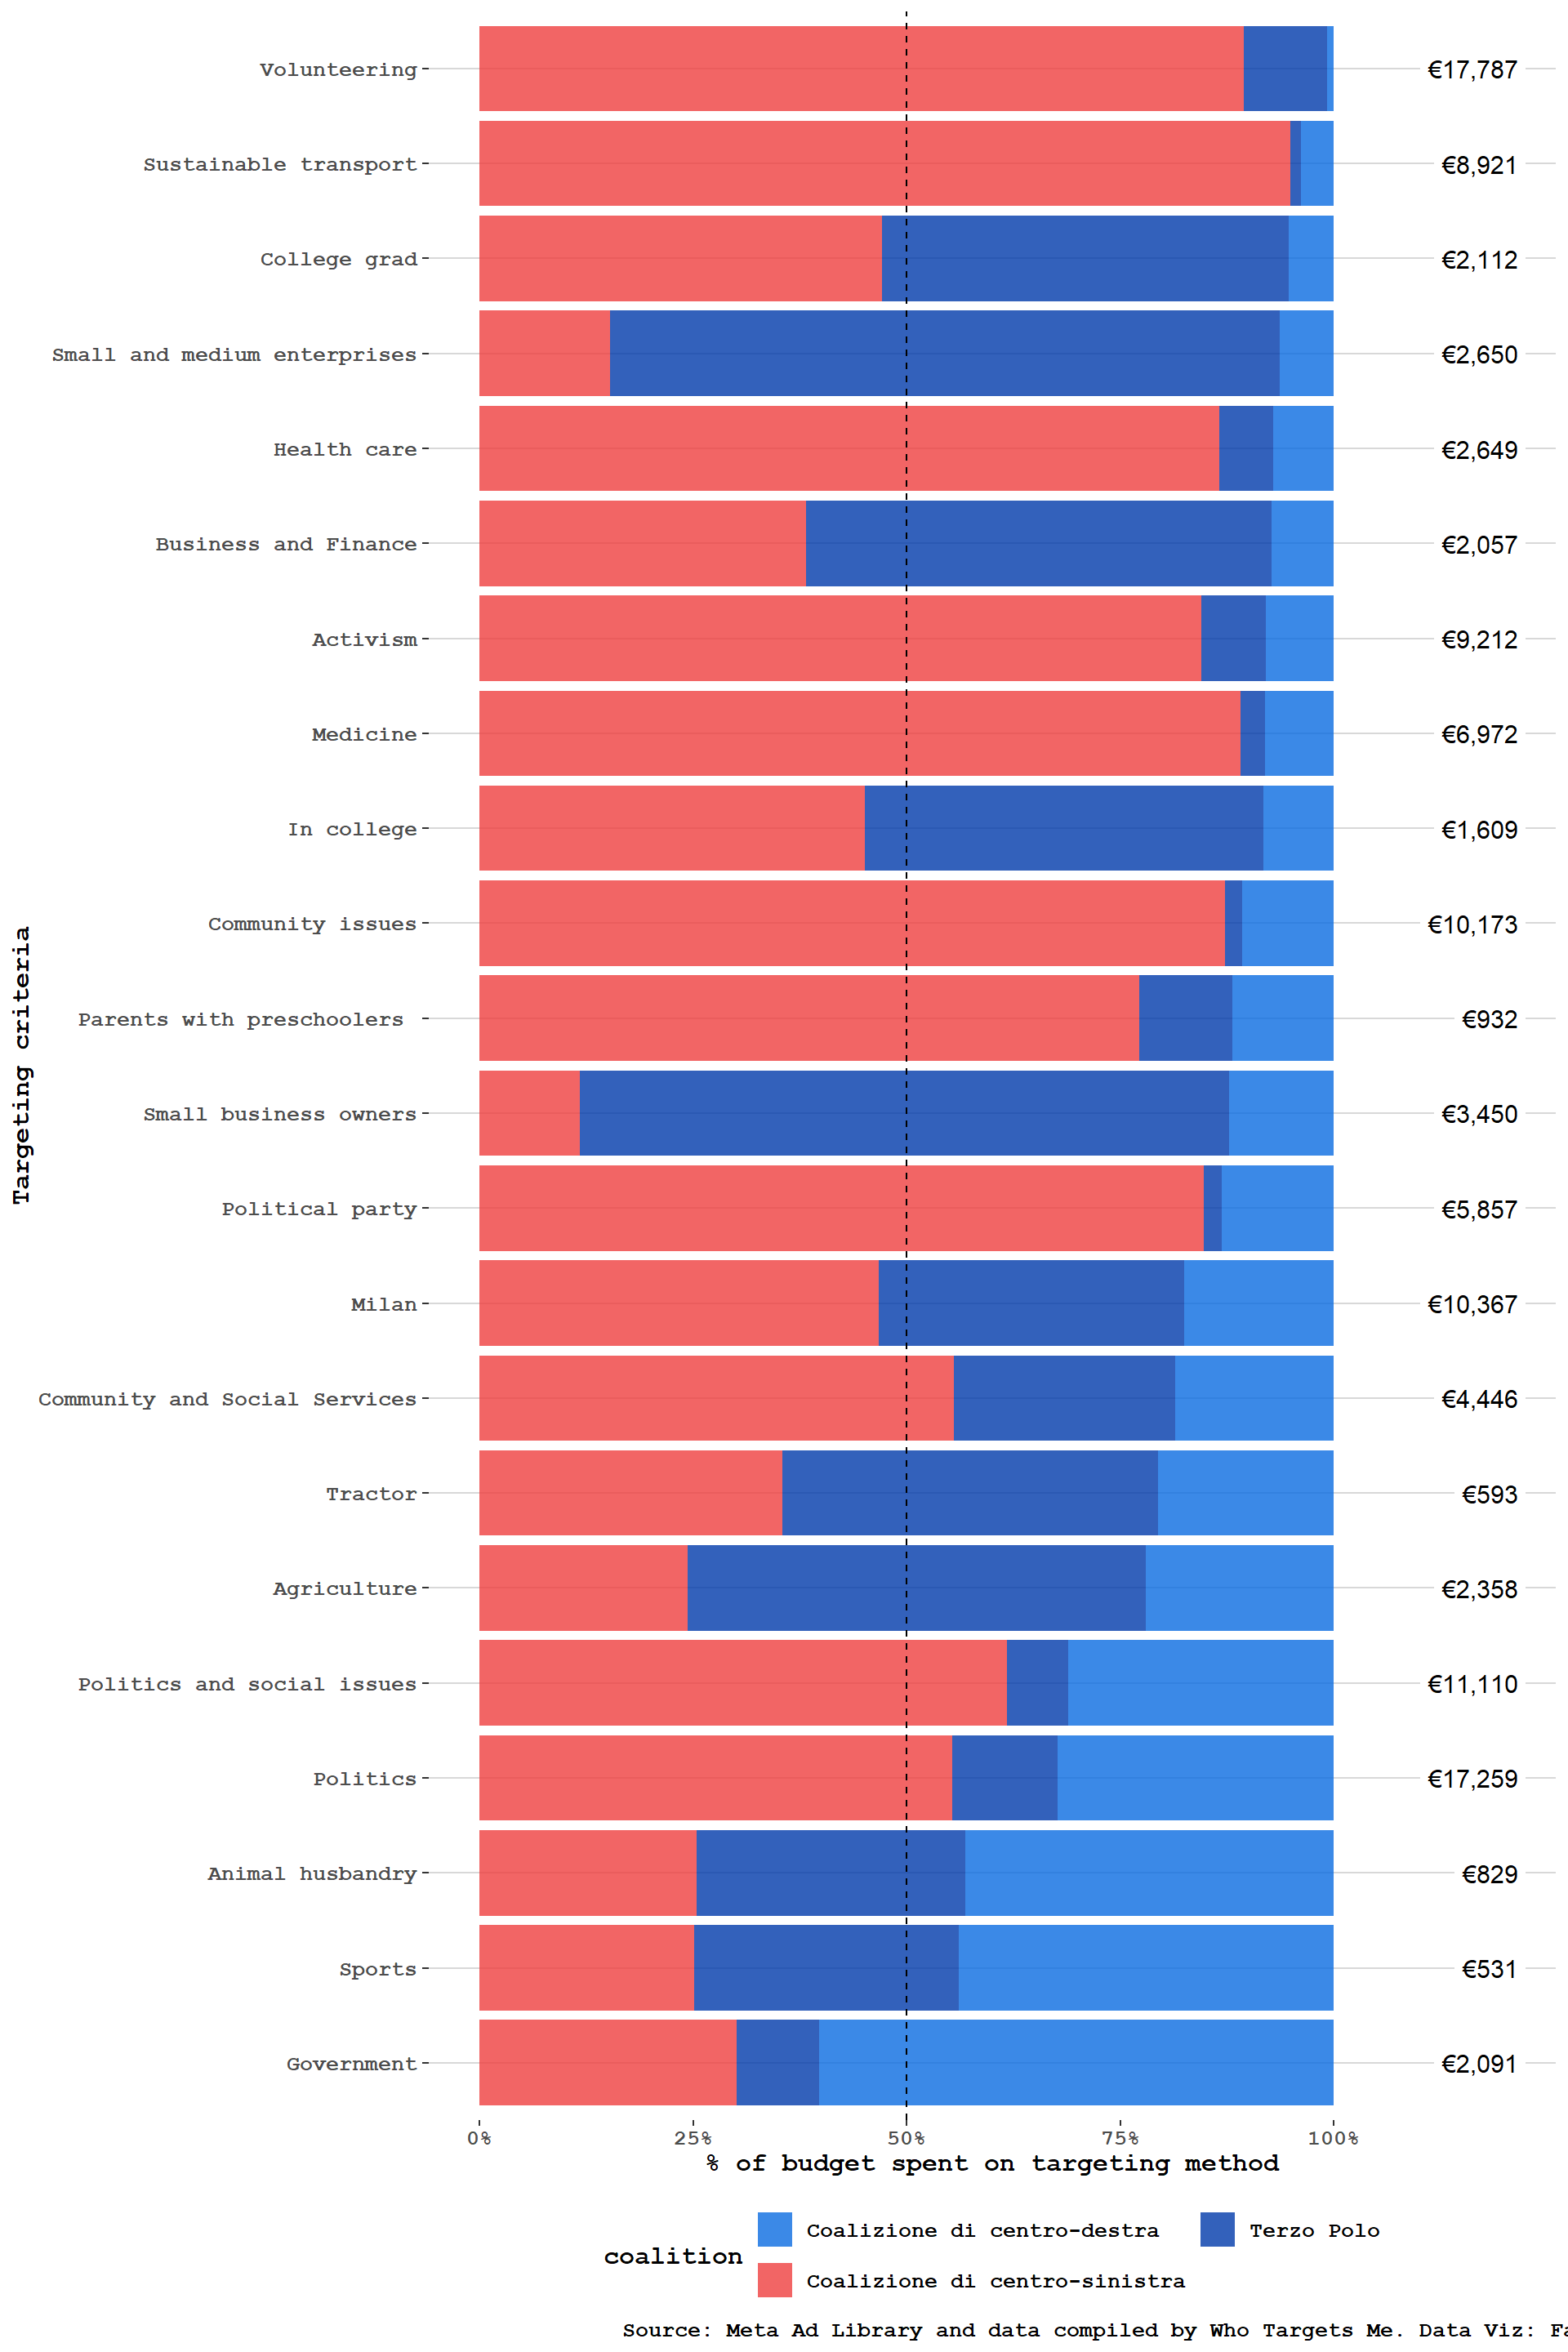 Volunteering €17,787
Sustainable transport €8,921
College grad €2,112
Small and medium enterprises €2,650
Health care €2,649
Business and Finance €2,057
Activism €9,212
Medicine €6,972
In college €1,609
Community issues €10,173
Parents with preschoolers €932
Small business owners €3,450
Political party €5,857
Milan €10,367
Community and Social Services €4,446
Tractor €593
Agriculture €2,358
Politics and social issues €11,110
Politics €17,259
Animal husbandry €829
Sports €531
Government €2,091
Targeting criteria
0% 25% 50% 75% 100%
% of budget spent on targeting method
coalition
Coalizione di centro-destra Terzo Polo
Coalizione di centro-sinistra
Source: Meta Ad Library and data compiled by Who Targets Me. Data Viz: